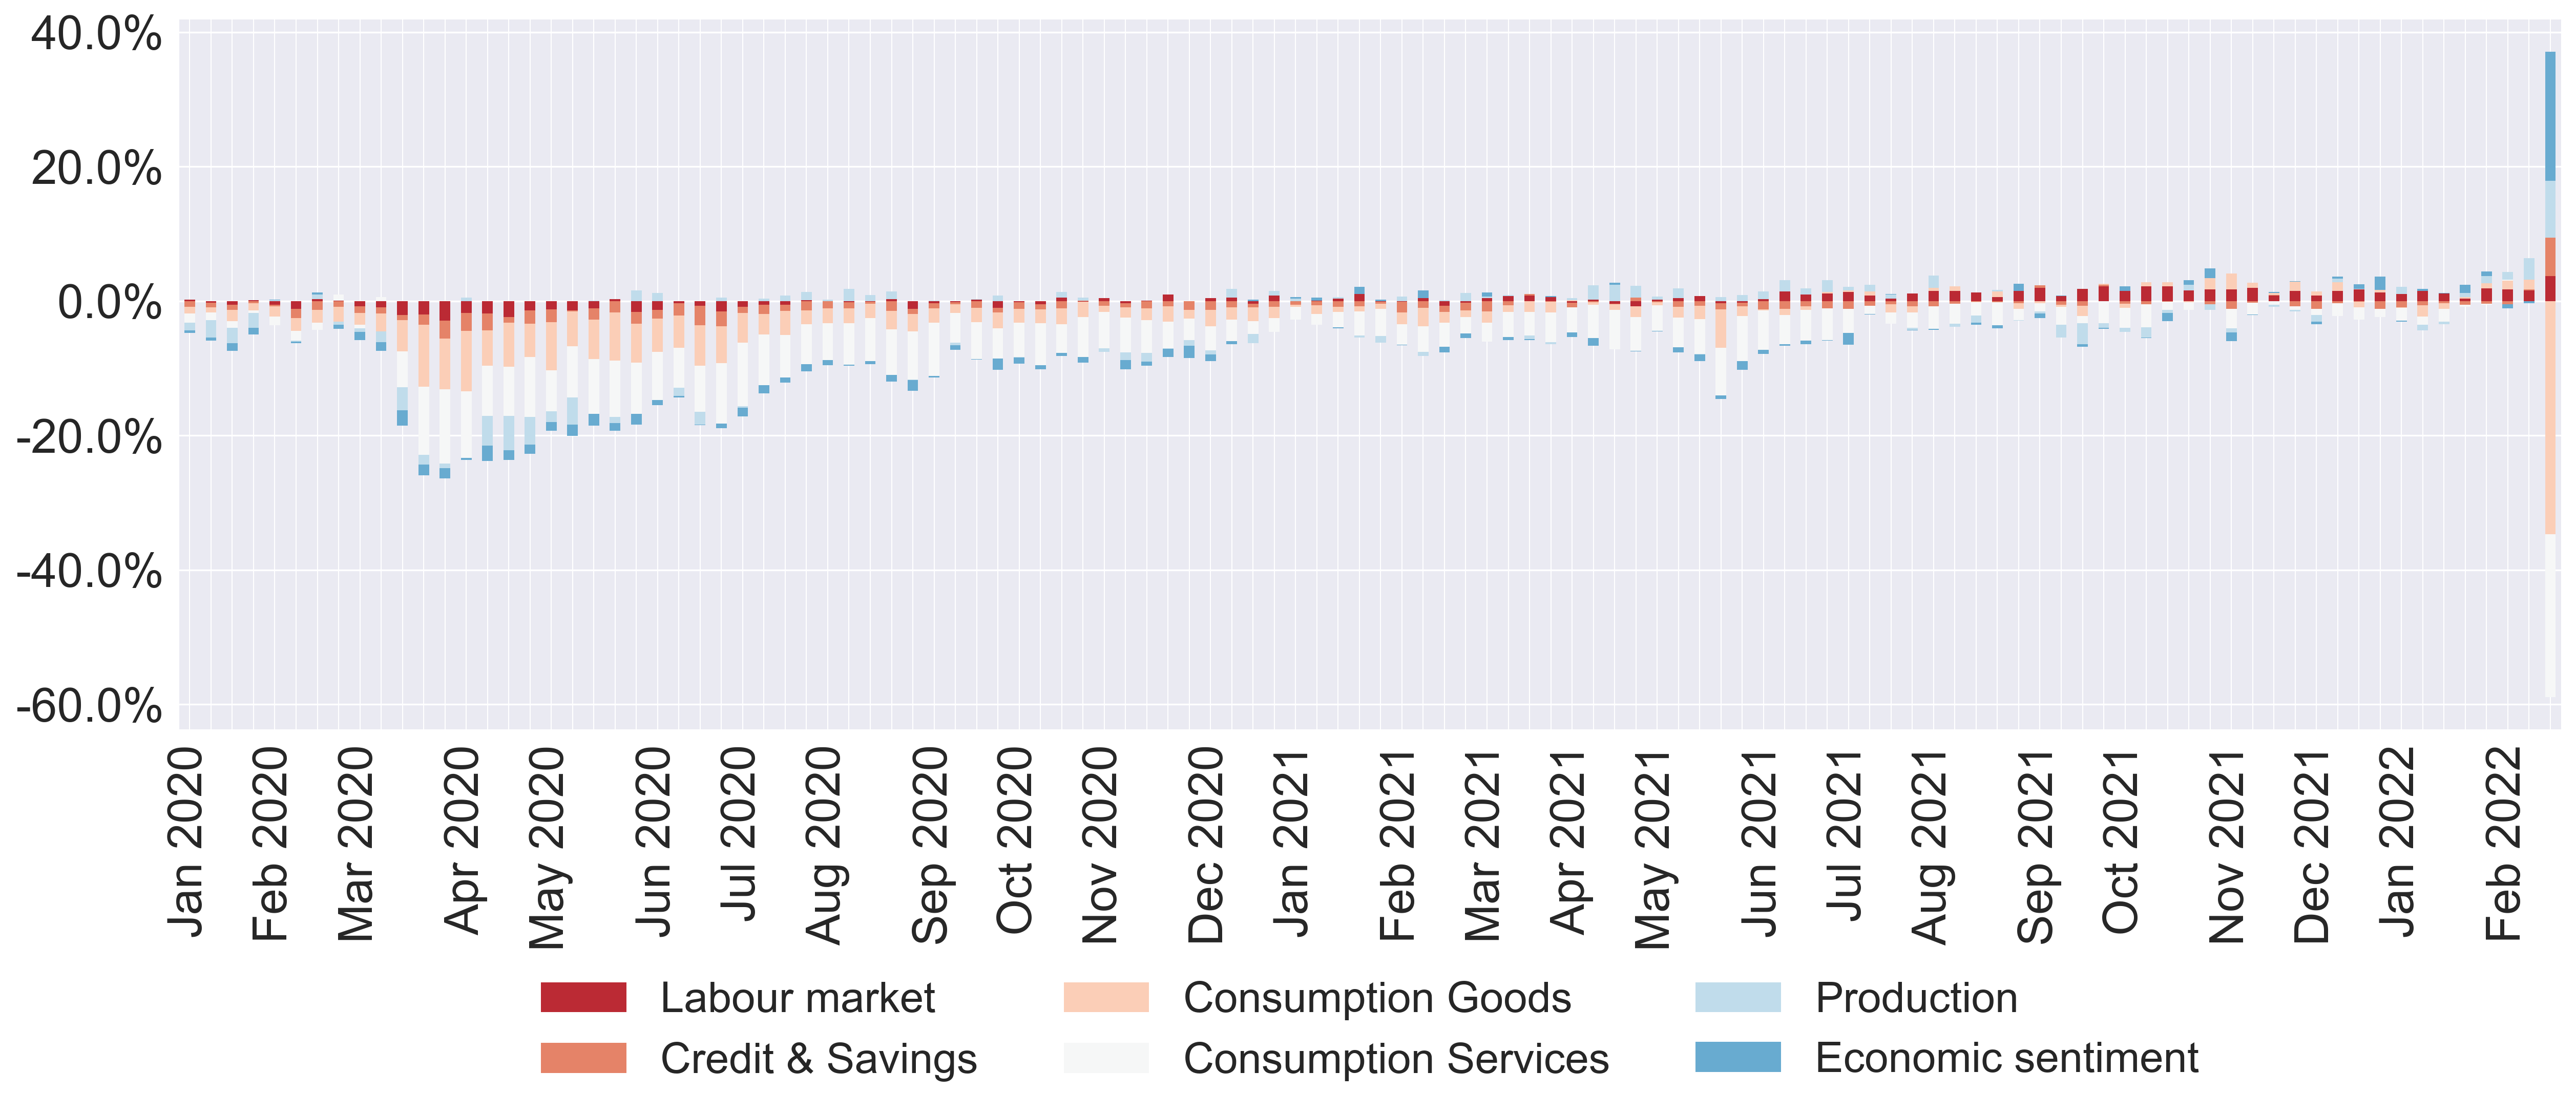 40.0%
20.0%
0.0%
-20.0%
-40.0%
-60.0%
Jan 2020
Feb 2020
Mar 2020
Apr 2020
May 2020
Jun 2020
Jul 2020
Aug 2020
Sep 2020
Oct 2020
Nov 2020
Dec 2020
Jan 2021
Feb 2021
Mar 2021
Apr 2021
May 2021
Jun 2021
Jul 2021
Aug 2021
Sep 2021
Oct 2021
Nov 2021
Dec 2021
Jan 2022
Feb 2022
Labour market
Credit & Savings
Consumption Goods
Consumption Services
Production
Economic sentiment